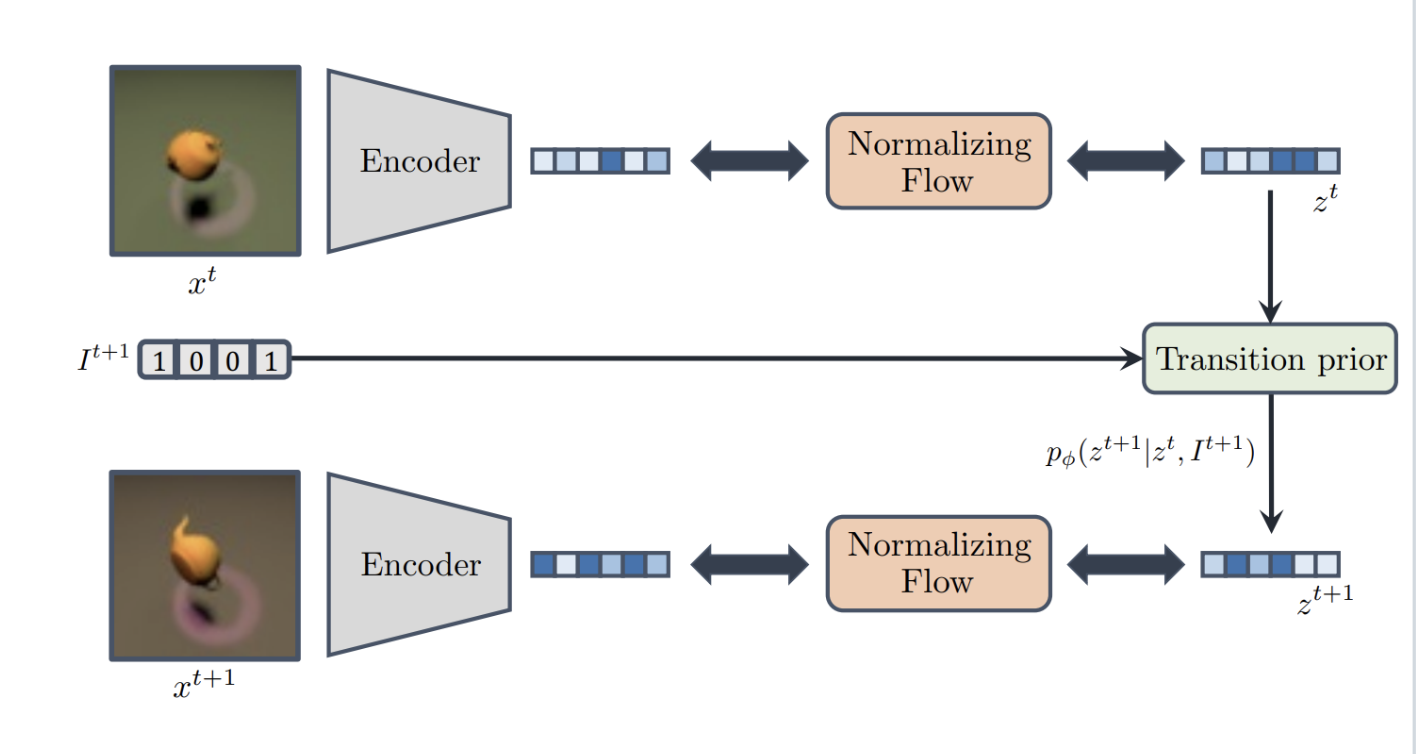 Encoder
Normalizing
Flow
z^t
x^t
I^{t+1} 1 0 0 1
Transition prior
p_ϕ(z^{t+1}|z^t, I^{t+1})
Encoder
Normalizing
Flow
z^{t+1}
x^{t+1}